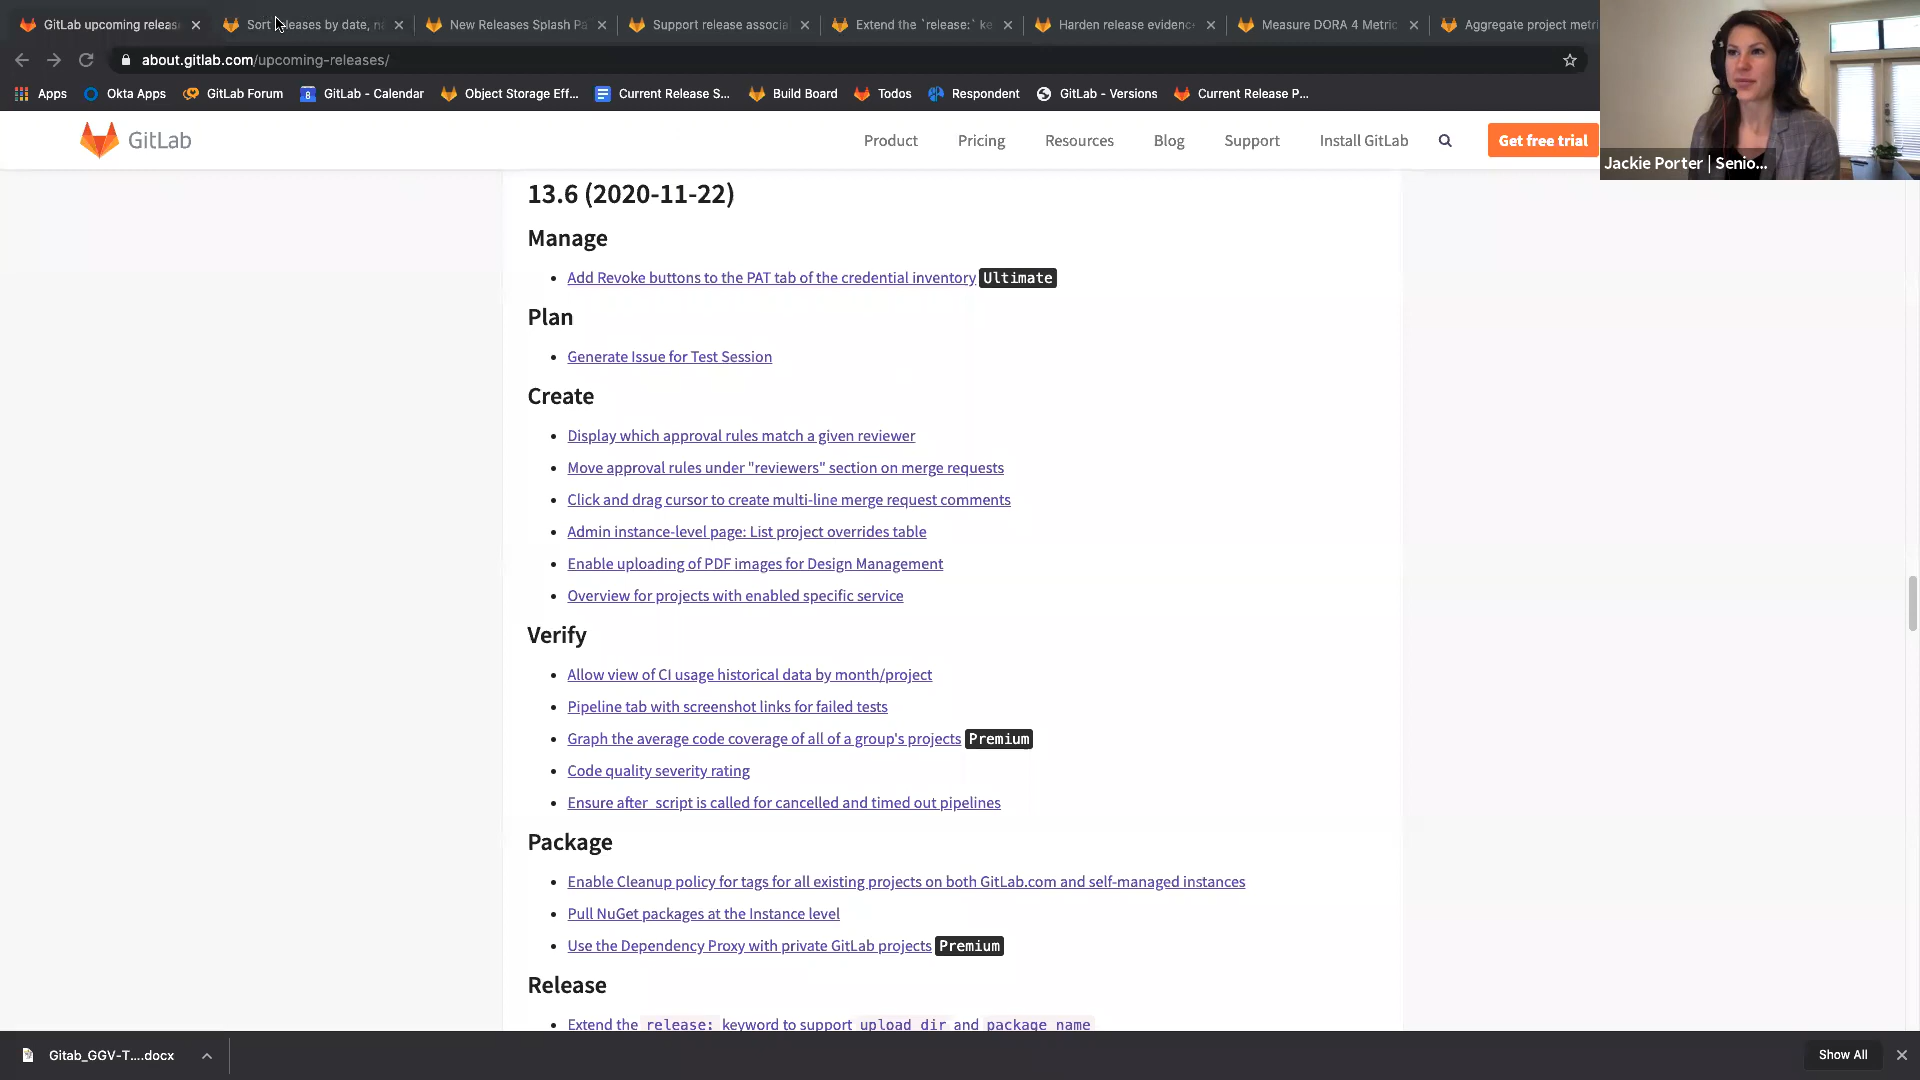 GitLab upcoming releas
Sort releases by date, n
New Releases Splash Pa
Support release associa
Extend the `release:` ke
Harden release evidenc
Measure DORA 4 Metric
Aggregate project metri
about.gitlab.com/upcoming-releases/
Apps
Okta Apps
GitLab Forum
8
GitLab - Calendar
Object Storage Eff...
Current Release S...
Build Board
Todos
Respondent
GitLab - Versions
Current Release P...
GitLab
Product
Pricing
Resources
Blog
Support
Install GitLab
Get free trial
Jackie Porter | Senio...
13.6 (2020-11-22)
Manage
Add Revoke buttons to the PAT tab of the credential inventory Ultimate
Plan
Generate Issue for Test Session
Create
Display which approval rules match a given reviewer
Move approval rules under "reviewers" section on merge requests
Click and drag cursor to create multi-line merge request comments
Admin instance-level page: List project overrides table
Enable uploading of PDF images for Design Management
Overview for projects with enabled specific service
Verify
Allow view of CI usage historical data by month/project
Pipeline tab with screenshot links for failed tests
Graph the average code coverage of all of a group's projects Premium
Code quality severity rating
Ensure after_script is called for cancelled and timed out pipelines
Package
Enable Cleanup policy for tags for all existing projects on both GitLab.com and self-managed instances
Pull NuGet packages at the Instance level
Use the Dependency Proxy with private GitLab projects Premium
Release
Extend the release: keyword to support upload_dir and package_name
Gitab_GGV-T....docx
Show All